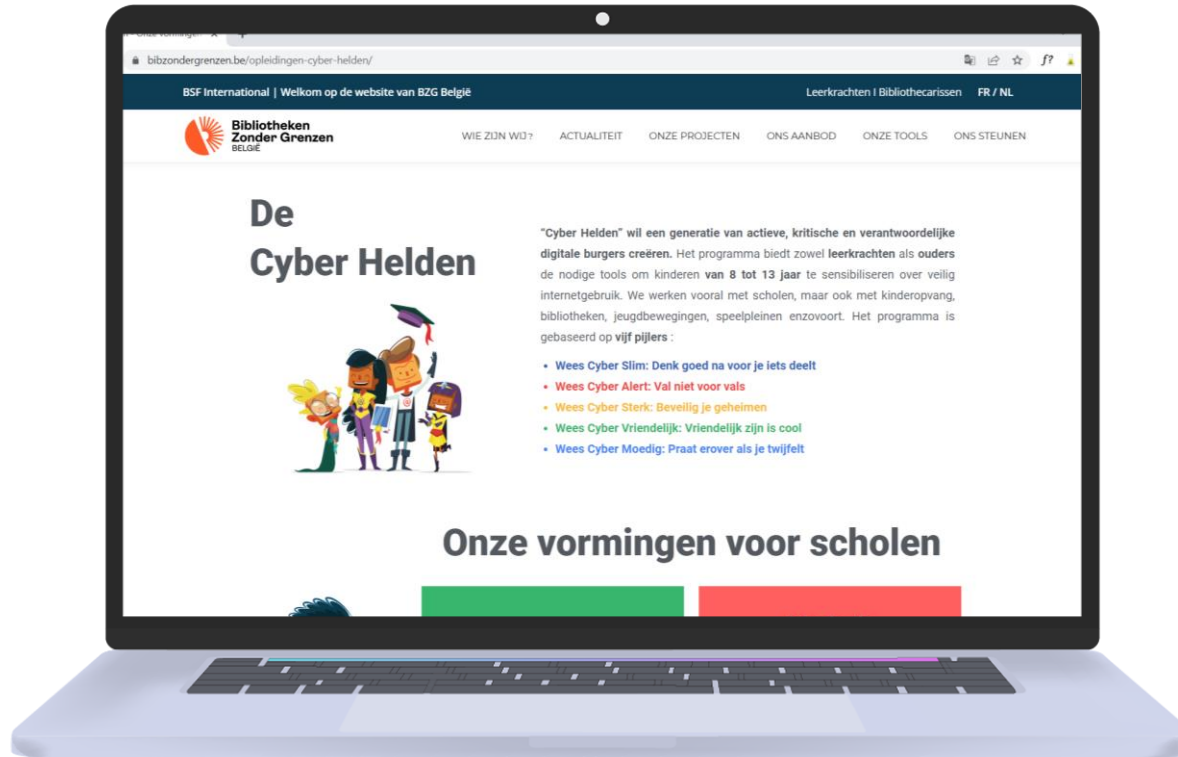 bibzondergrenzen.be/opleidingen-cyber-helden/
BSF International | Welkom op de website van BZG België
Leerkrachten I Bibliothecarissen FR / NL
Bibliotheken
Zonder Grenzen
BELGIË
WIE ZIJN WIJ? ACTUALITEIT ONZE PROJECTEN ONS AANBOD ONZE TOOLS ONS STEUNEN
De
Cyber Helden
"Cyber Helden" wil een generatie van actieve, kritische en verantwoordelijke
digitale burgers creëren. Het programma biedt zowel leerkrachten als ouders
de nodige tools om kinderen van 8 tot 13 jaar te sensibiliseren over veilig
internetgebruik. We werken vooral met scholen, maar ook met kinderopvang,
bibliotheken, jeugdbewegingen, speelpleinen enzovoort. Het programma is
gebaseerd op vijf pijlers :
• Wees Cyber Slim: Denk goed na voor je iets deelt
• Wees Cyber Alert: Val niet voor vals
• Wees Cyber Sterk: Beveilig je geheimen
• Wees Cyber Vriendelijk: Vriendelijk zijn is cool
• Wees Cyber Moedig: Praat erover als je twijfelt
Onze vormingen voor scholen